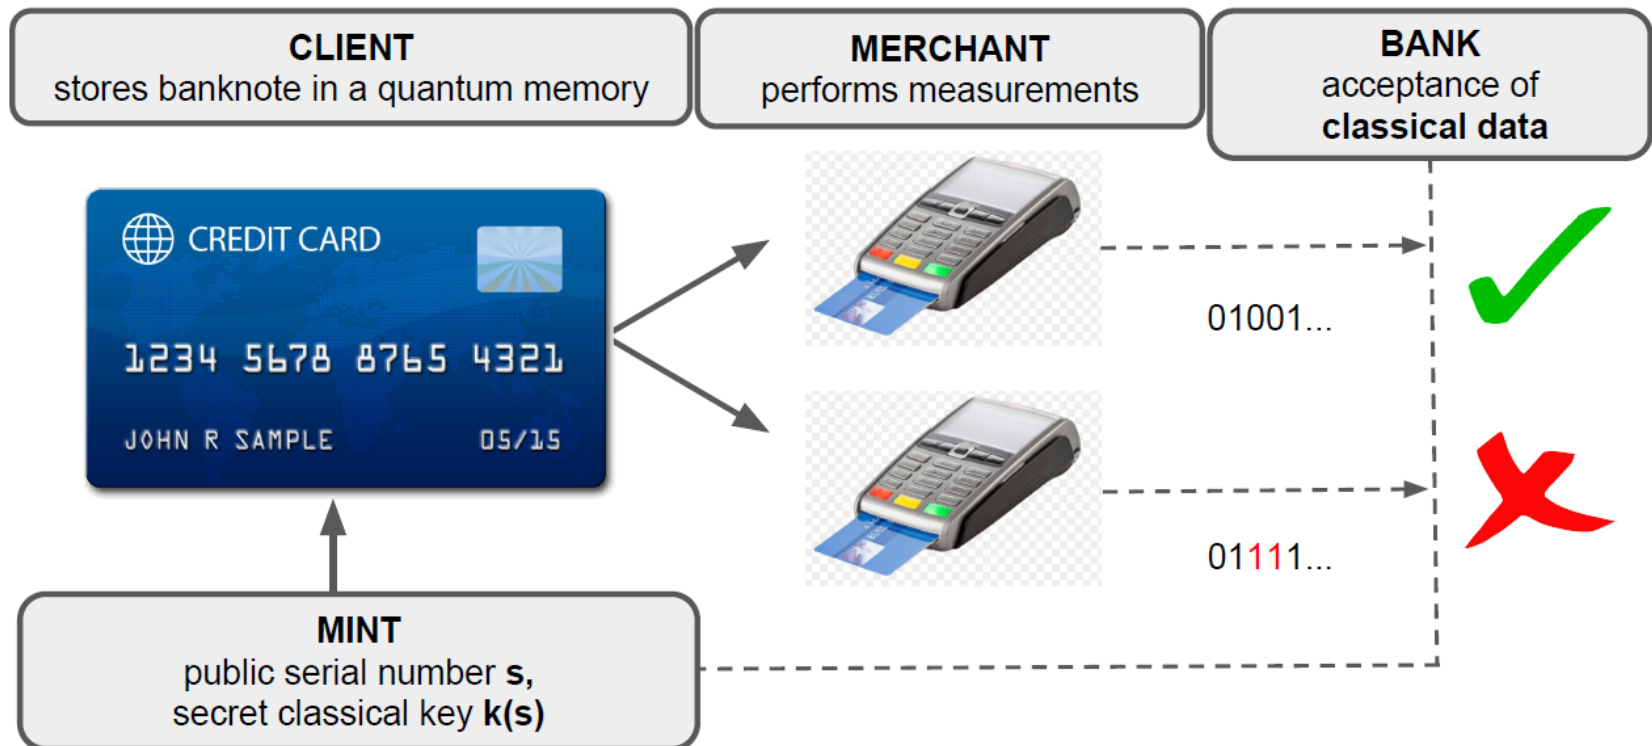 CLIENT
stores banknote in a quantum memory
MERCHANT
performs measurements
BANK
acceptance of
classical data
CREDIT CARD
1234 5678 8765 4321
JOHN R SAMPLE 05/15
01001...
01111...
MINT
public serial number s,
secret classical key k(s)